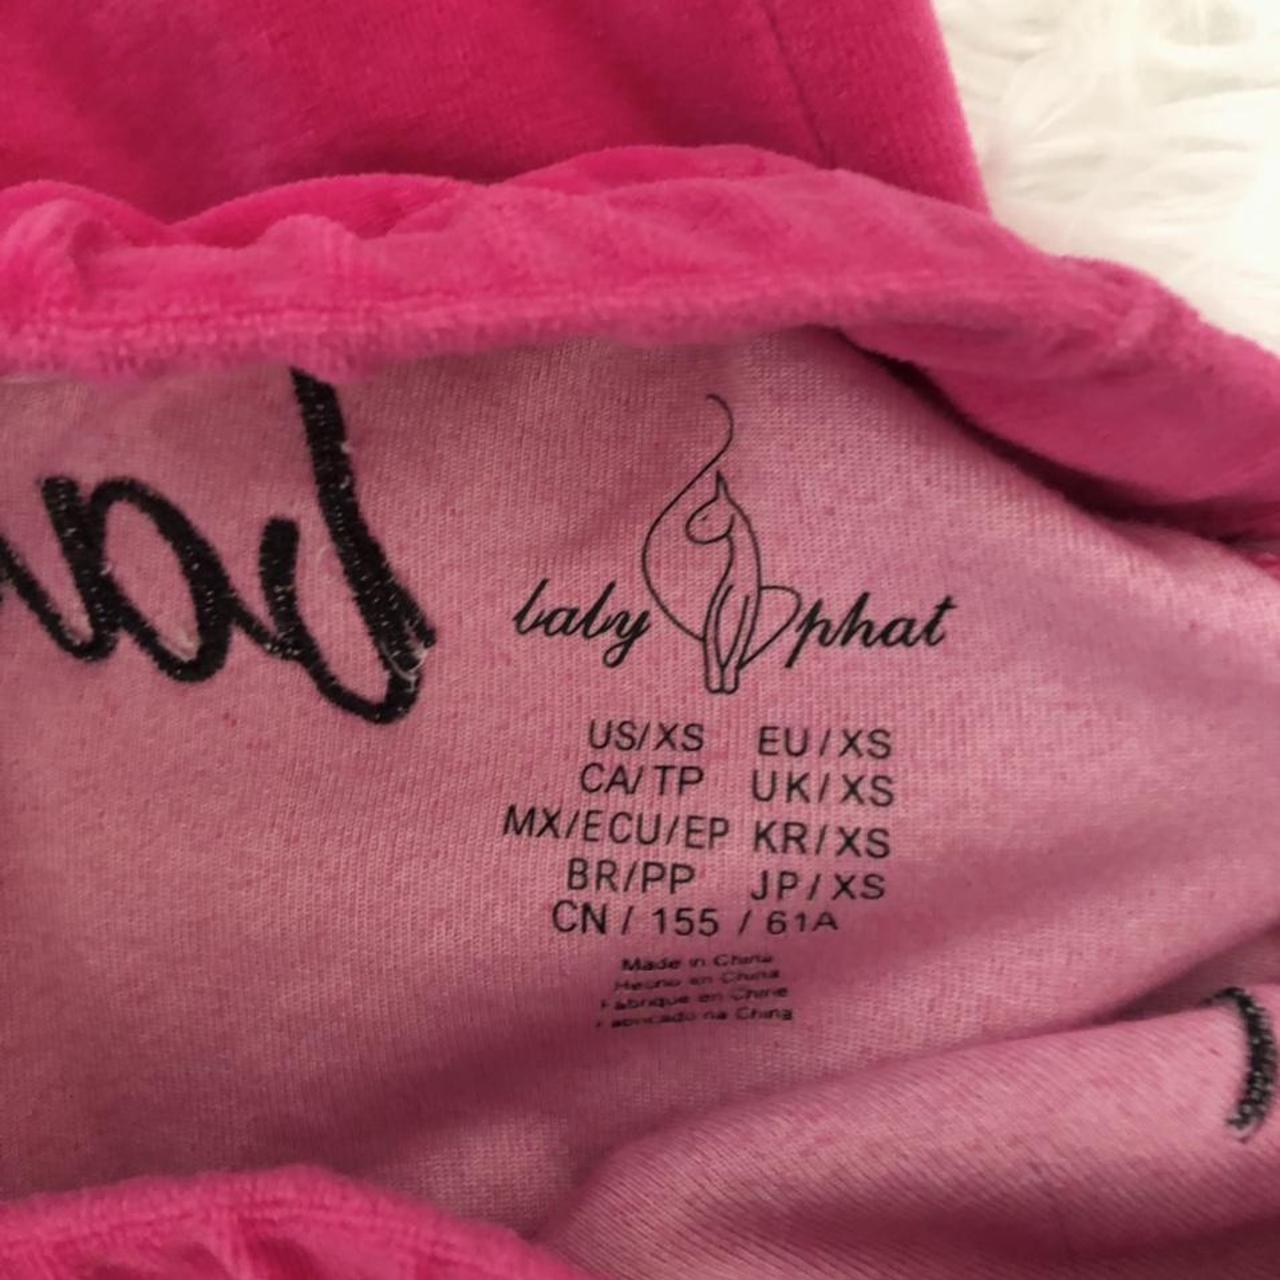 baby phat
US/XS EU/XS
CA/TP UK/XS
MX/ECU/EP KR/XS
BR/PP JP/XS
CN / 155 / 61A
Made in China
Hecho en China
Fabrique en Chine
Fabricado na China